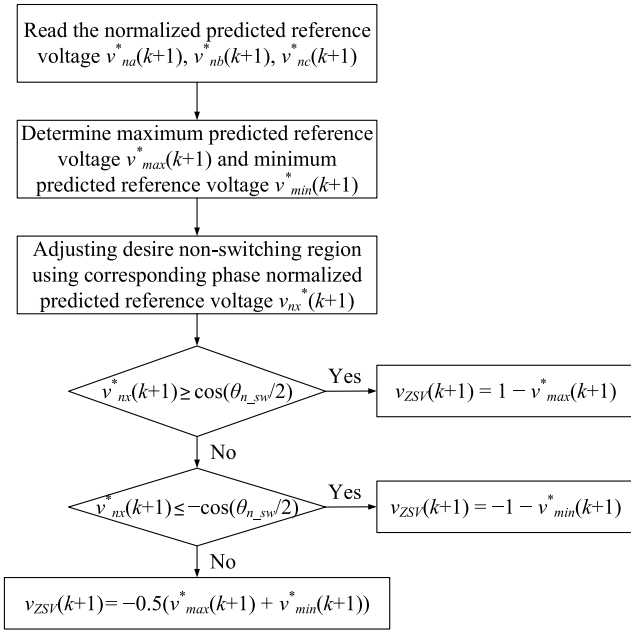 Read the normalized predicted reference
voltage v*na(k+1), v*nb(k+1), v*nc(k+1)
Determine maximum predicted reference
voltage v*max(k+1) and minimum
predicted reference voltage v*min(k+1)
Adjusting desire non-switching region
using corresponding phase normalized
predicted reference voltage vnx*(k+1)
v*nx(k+1)≥cos(θn_sw/2)
Yes
vZSV(k+1) = 1 − v*max(k+1)
No
v*nx(k+1)≤−cos(θn_sw/2)
Yes
vZSV(k+1) = −1 − v*min(k+1)
No
vZSV(k+1) = −0.5(v*max(k+1) + v*min(k+1))